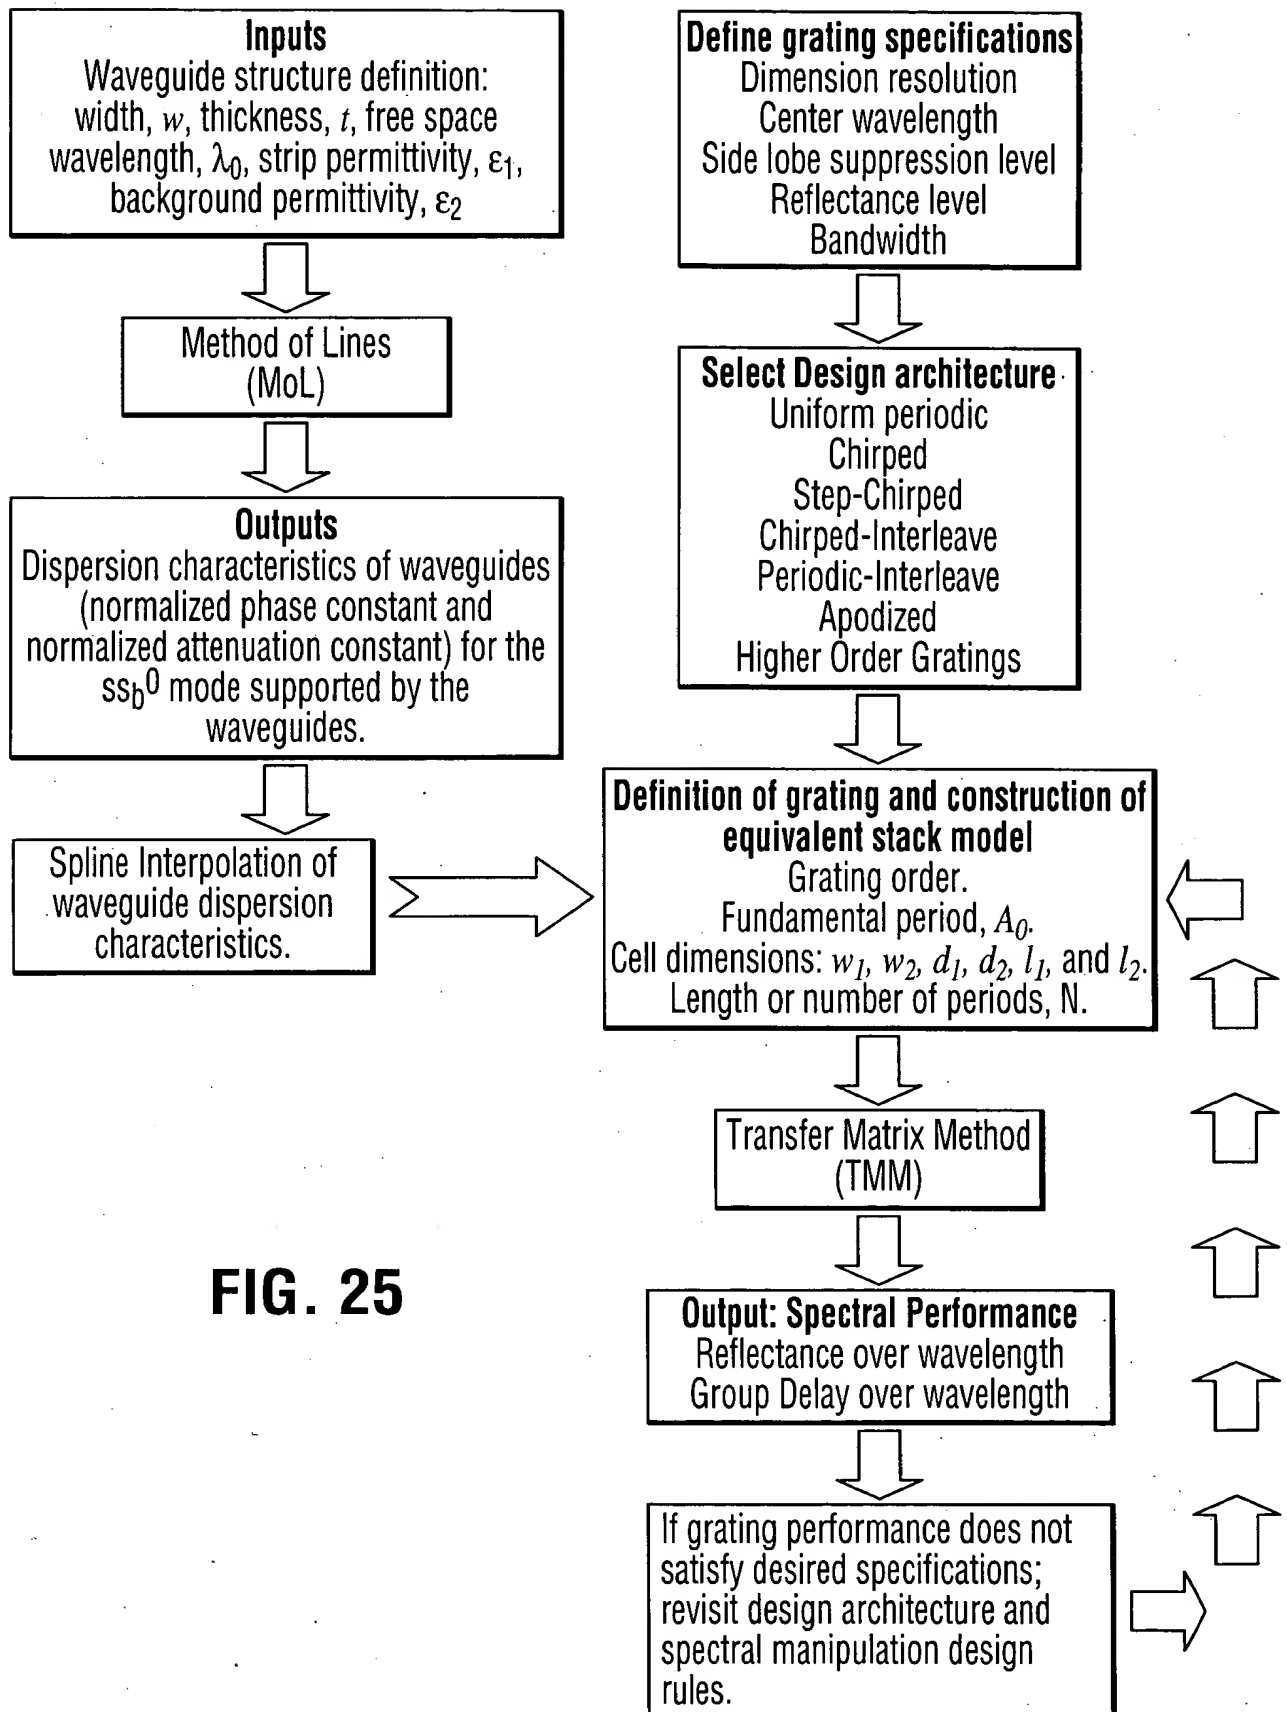 Inputs
Waveguide structure definition:
width, w, thickness, t, free space
wavelength, λ0, strip permittivity, ε1,
background permittivity, ε2
Method of Lines
(MoL)
Outputs
Dispersion characteristics of waveguides
(normalized phase constant and
normalized attenuation constant) for the
ssb0 mode supported by the
waveguides.
Spline Interpolation of
waveguide dispersion
characteristics.
Define grating specifications
Dimension resolution
Center wavelength
Side lobe suppression level
Reflectance level
Bandwidth
Select Design architecture
Uniform periodic
Chirped
Step-Chirped
Chirped-Interleave
Periodic-Interleave
Apodized
Higher Order Gratings
Definition of grating and construction of
equivalent stack model
Grating order.
Fundamental period, A0.
Cell dimensions: w1, w2, d1, d2, l1, and l2.
Length or number of periods, N.
Transfer Matrix Method
(TMM)
Output: Spectral Performance
Reflectance over wavelength
Group Delay over wavelength
If grating performance does not
satisfy desired specifications;
revisit design architecture and
spectral manipulation design
rules.
FIG. 25